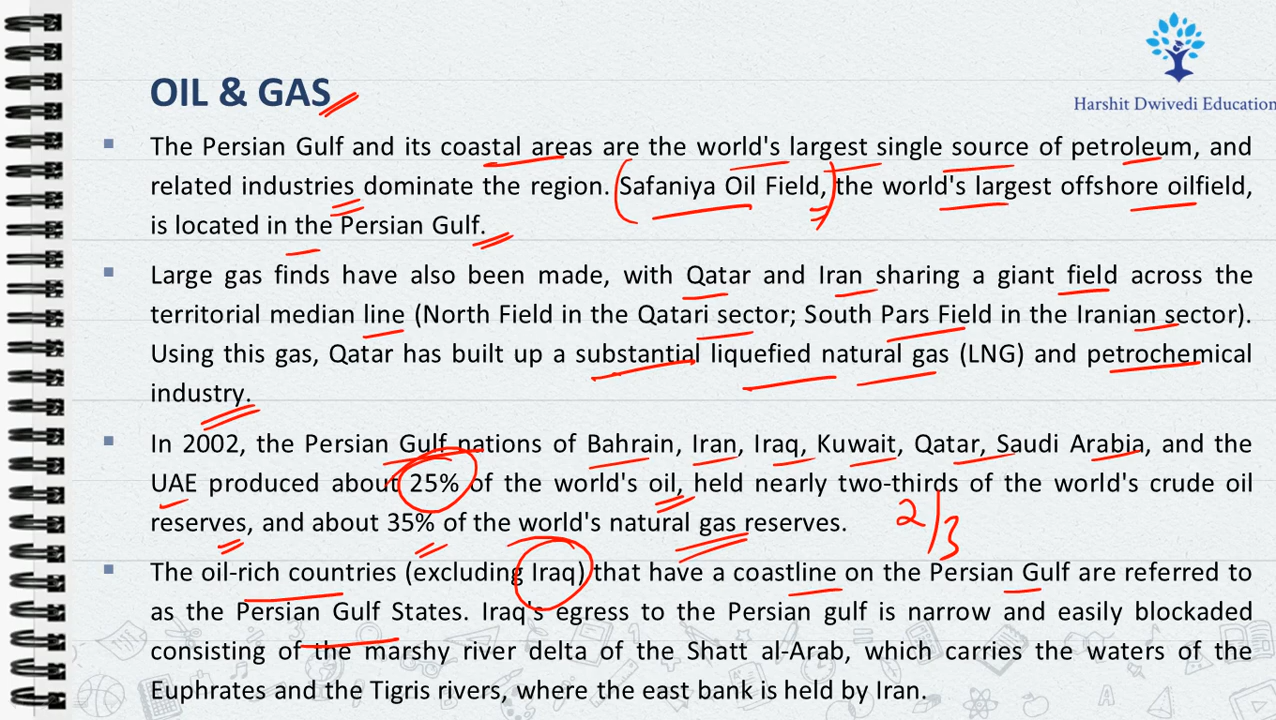 Harshit Dwivedi Education
OIL & GAS
▪ The Persian Gulf and its coastal areas are the world's largest single source of petroleum, and
related industries dominate the region. Safaniya Oil Field, the world's largest offshore oilfield,
is located in the Persian Gulf.
▪ Large gas finds have also been made, with Qatar and Iran sharing a giant field across the
territorial median line (North Field in the Qatari sector; South Pars Field in the Iranian sector).
Using this gas, Qatar has built up a substantial liquefied natural gas (LNG) and petrochemical
industry.
▪ In 2002, the Persian Gulf nations of Bahrain, Iran, Iraq, Kuwait, Qatar, Saudi Arabia, and the
UAE produced about 25% of the world's oil, held nearly two-thirds of the world's crude oil
reserves, and about 35% of the world's natural gas reserves.
2/3
▪ The oil-rich countries (excluding Iraq) that have a coastline on the Persian Gulf are referred to
as the Persian Gulf States. Iraq's egress to the Persian gulf is narrow and easily blockaded
consisting of the marshy river delta of the Shatt al-Arab, which carries the waters of the
Euphrates and the Tigris rivers, where the east bank is held by Iran.